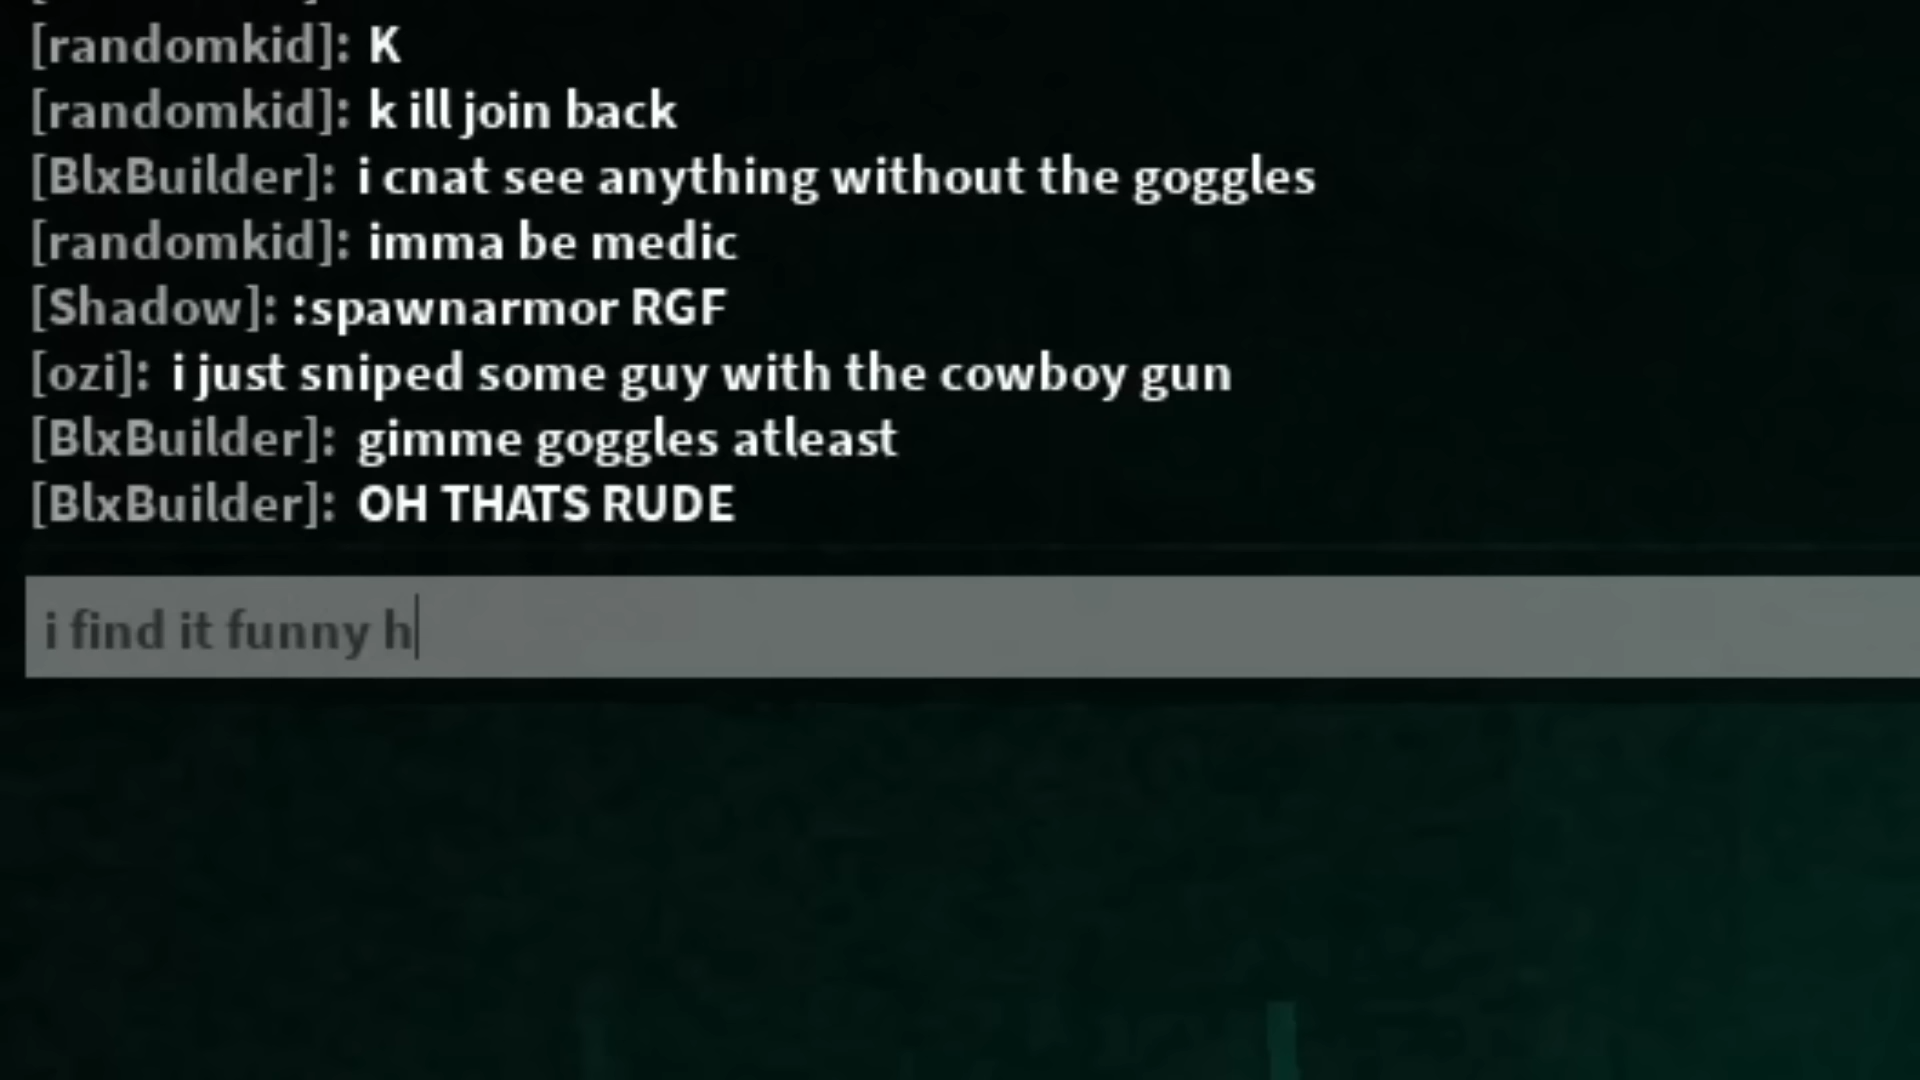 [randomkid]: K
[randomkid]: k ill join back
[BlxBuilder]: i cnat see anything without the goggles
[randomkid]: imma be medic
[Shadow]: :spawnarmor RGF
[ozi]: i just sniped some guy with the cowboy gun
[BlxBuilder]: gimme goggles atleast
[BlxBuilder]: OH THATS RUDE
i find it funny h